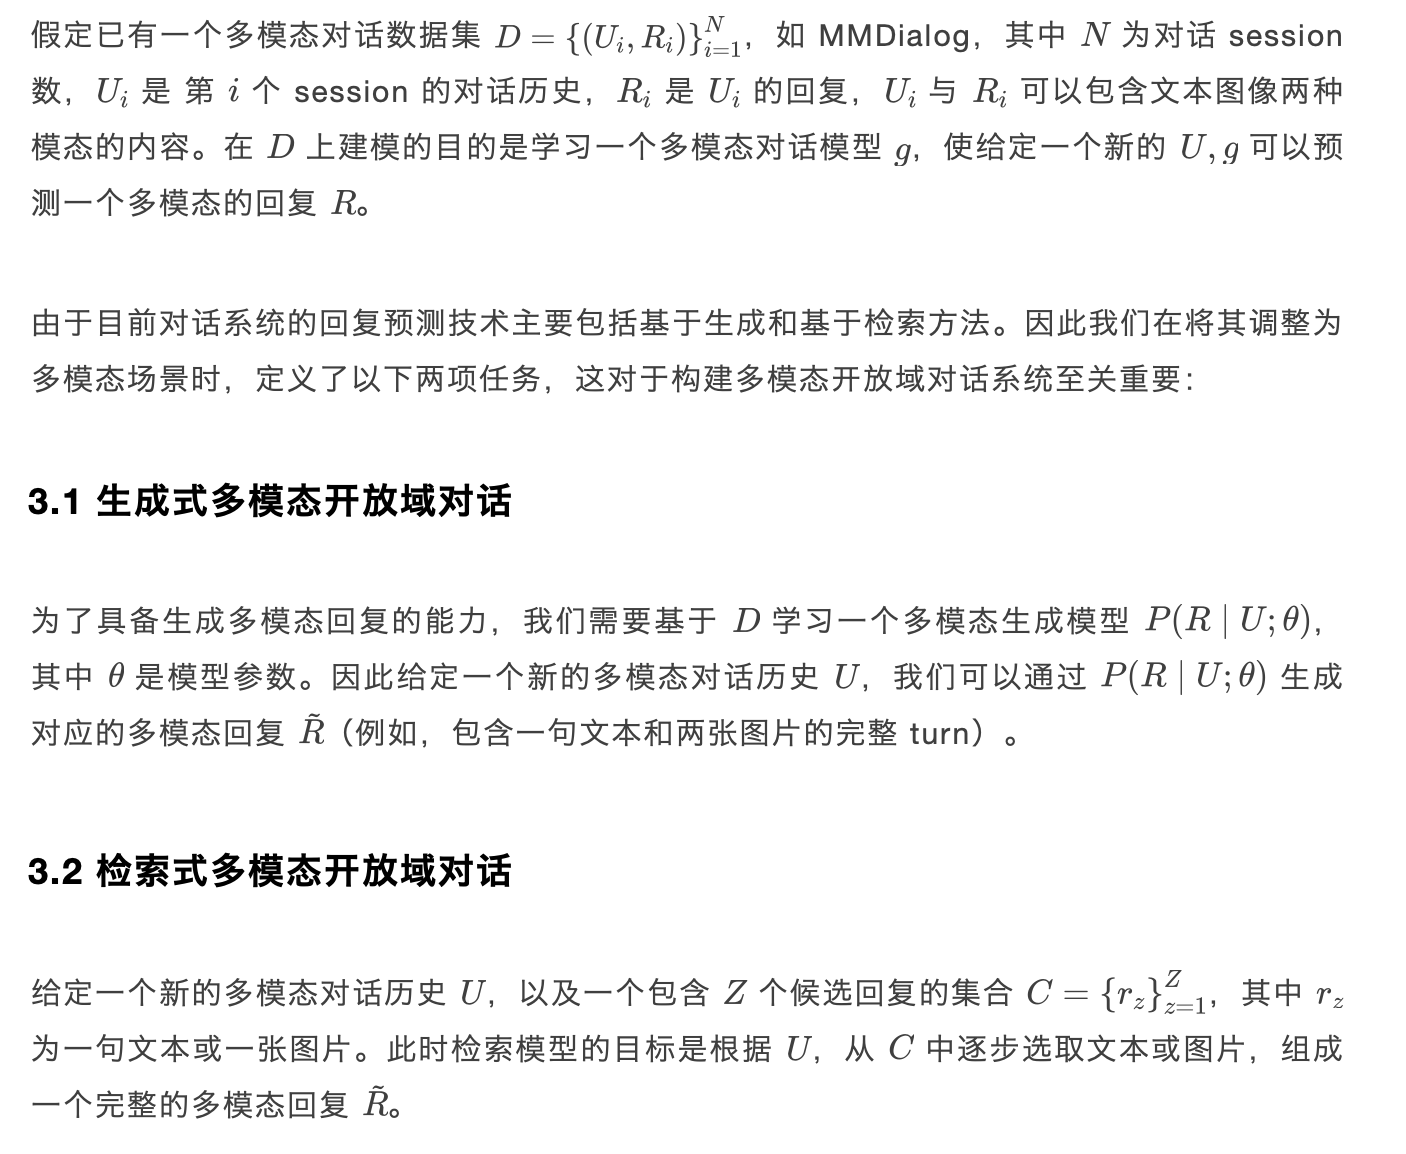 假定已有一个多模态对话数据集 $D = \{(U_i, R_i)\}_{i=1}^{N}$，如 MMDialog，其中 $N$ 为对话 session
数，$U_i$ 是 第 $i$ 个 session 的对话历史，$R_i$ 是 $U_i$ 的回复，$U_i$ 与 $R_i$ 可以包含文本图像两种
模态的内容。在 $D$ 上建模的目的是学习一个多模态对话模型 $g$，使给定一个新的 $U, g$ 可以预
测一个多模态的回复 $R$。
由于目前对话系统的回复预测技术主要包括基于生成和基于检索方法。因此我们在将其调整为
多模态场景时，定义了以下两项任务，这对于构建多模态开放域对话系统至关重要：
3.1 生成式多模态开放域对话
为了具备生成多模态回复的能力，我们需要基于 $D$ 学习一个多模态生成模型 $P(R \mid U; \theta)$，
其中 $\theta$ 是模型参数。因此给定一个新的多模态对话历史 $U$，我们可以通过 $P(R \mid U; \theta)$ 生成
对应的多模态回复 $\tilde{R}$（例如，包含一句文本和两张图片的完整 turn）。
3.2 检索式多模态开放域对话
给定一个新的多模态对话历史 $U$，以及一个包含 $Z$ 个候选回复的集合 $C = \{r_z\}_{z=1}^{Z}$，其中 $r_z$
为一句文本或一张图片。此时检索模型的目标是根据 $U$，从 $C$ 中逐步选取文本或图片，组成
一个完整的多模态回复 $\tilde{R}$。